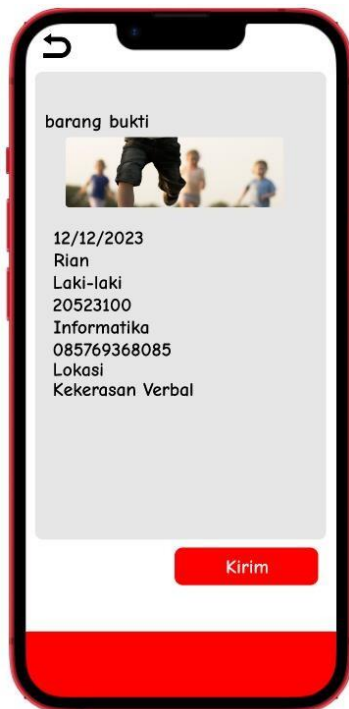 barang bukti
12/12/2023
Rian
Laki-laki
20523100
Informatika
085769368085
Lokasi
Kekerasan Verbal
Kirim